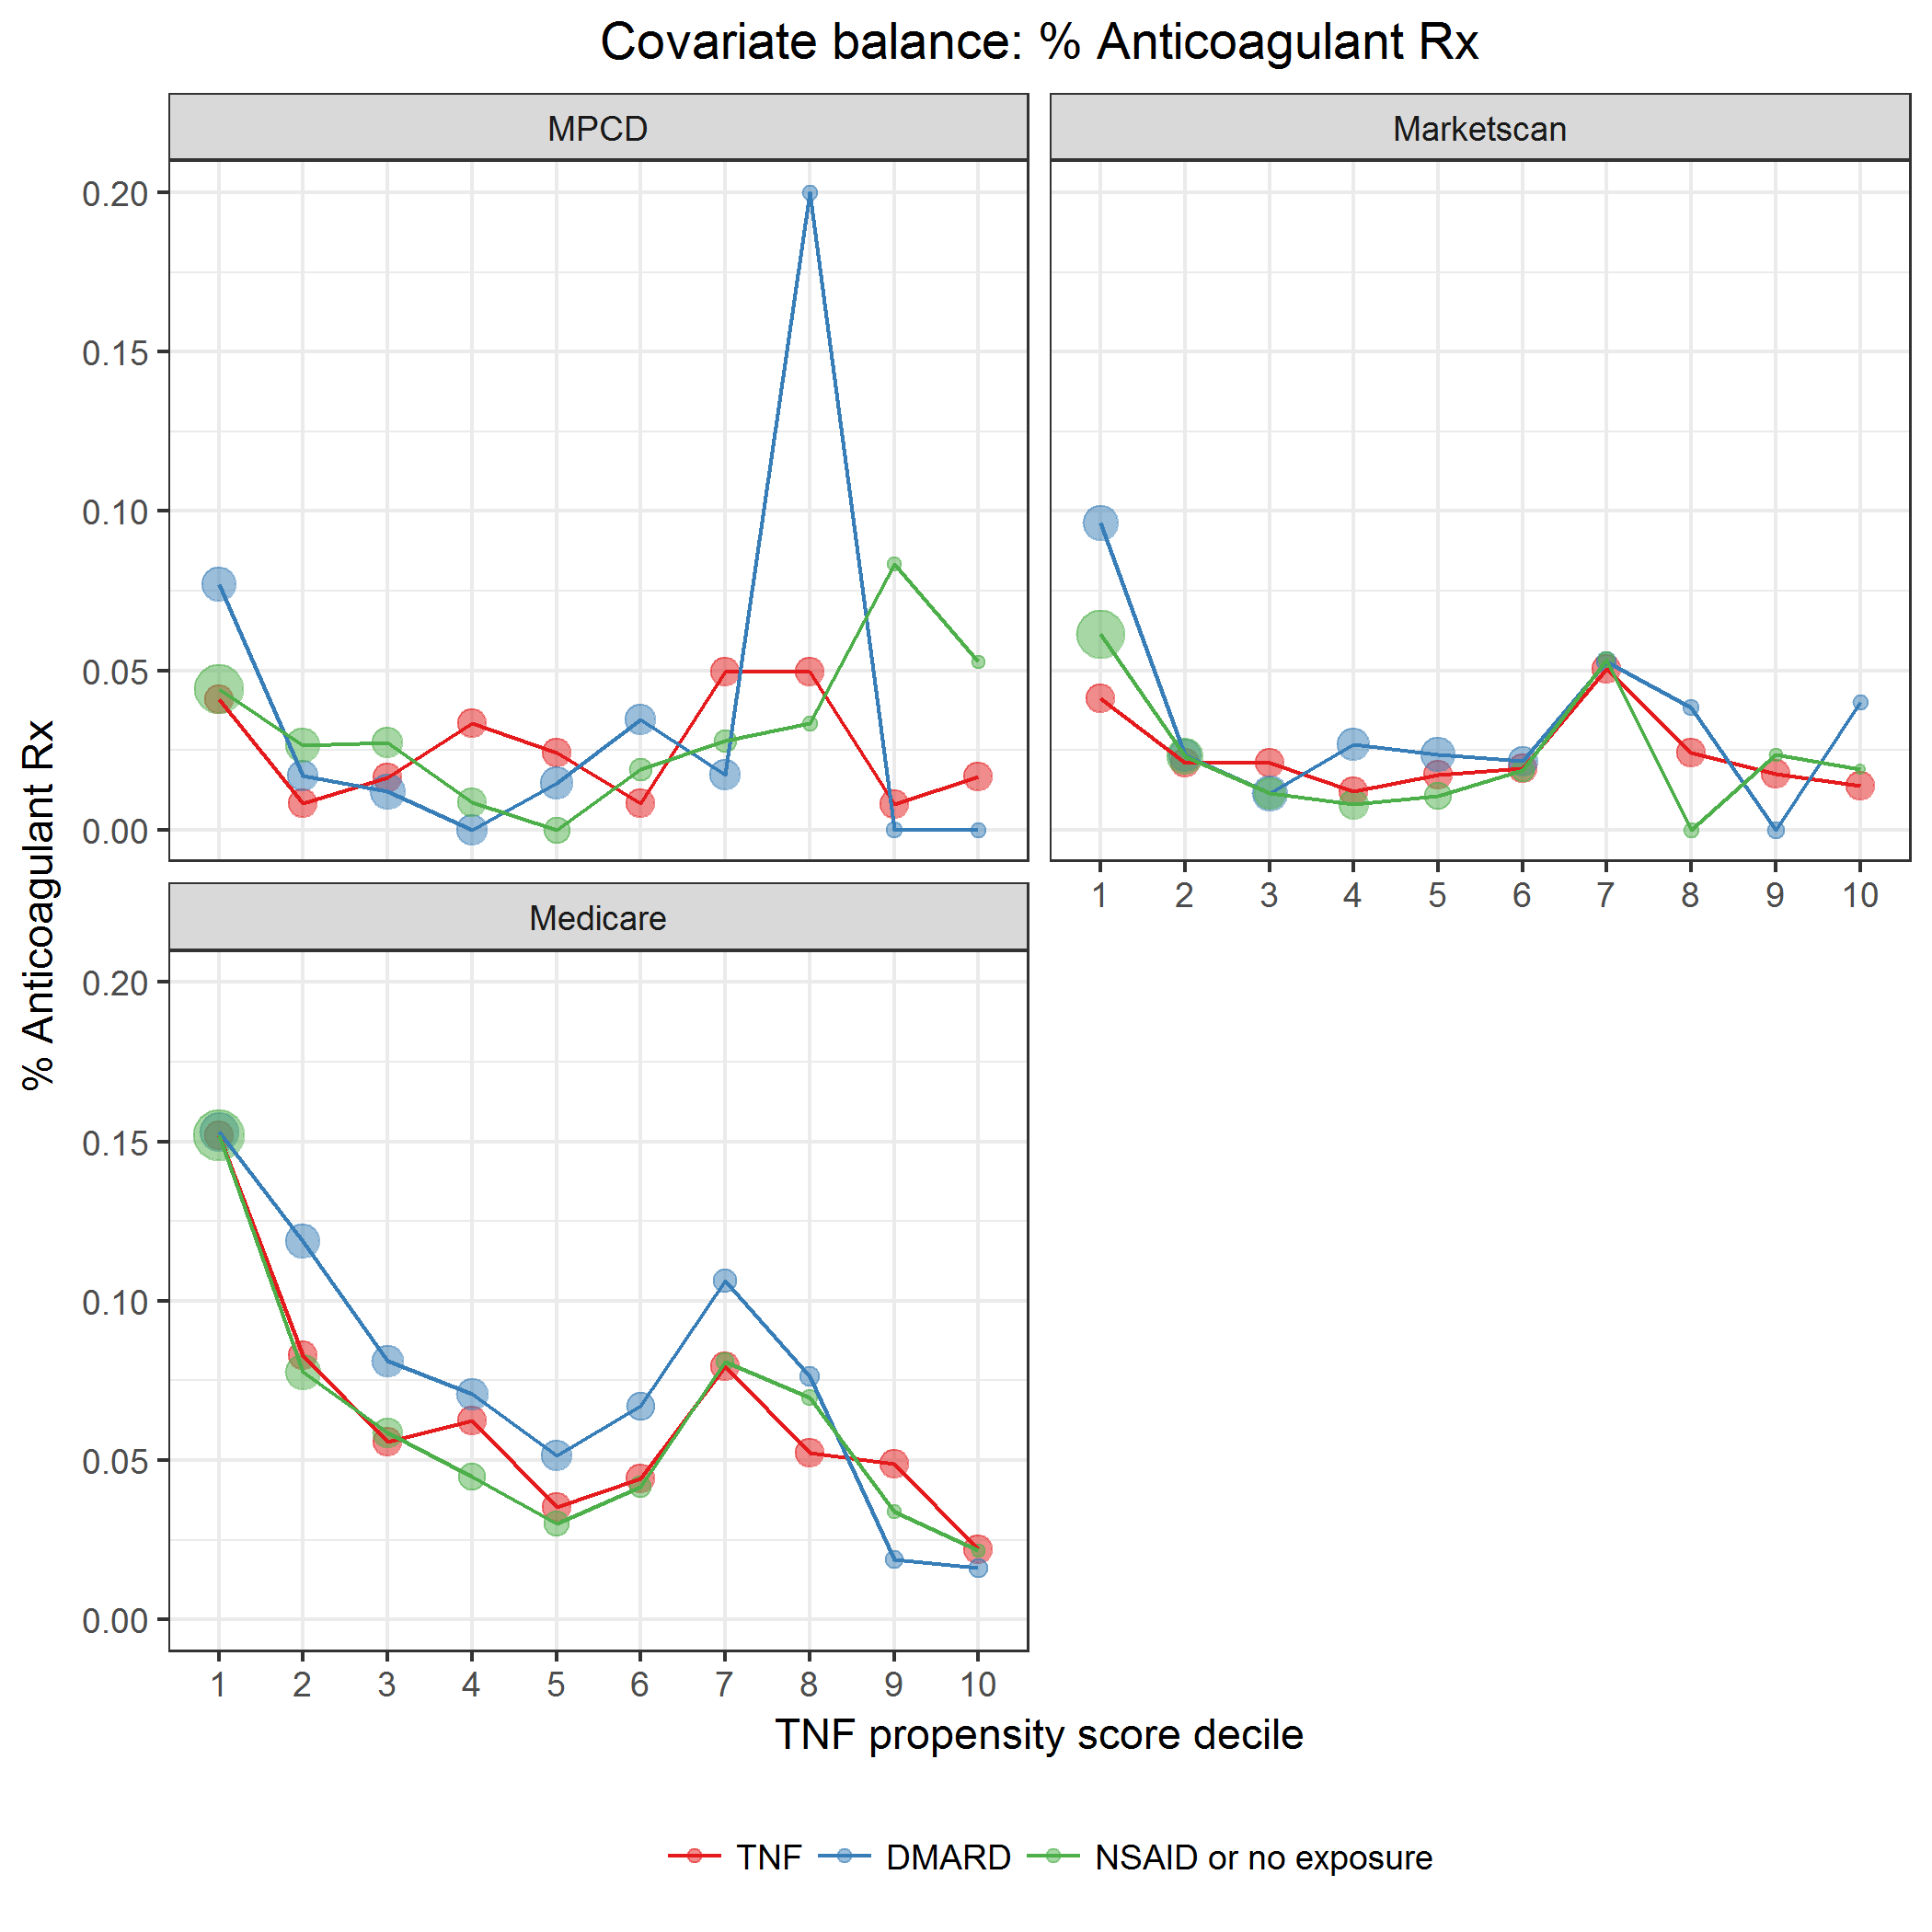 Covariate balance: % Anticoagulant Rx
MPCD
Marketscan
0.20
0.15
0.10
0.05
0.00
1 2 3 4 5 6 7 8 9 10
Medicare
0.20
0.15
0.10
0.05
0.00
1 2 3 4 5 6 7 8 9 10
% Anticoagulant Rx
TNF propensity score decile
TNF DMARD NSAID or no exposure